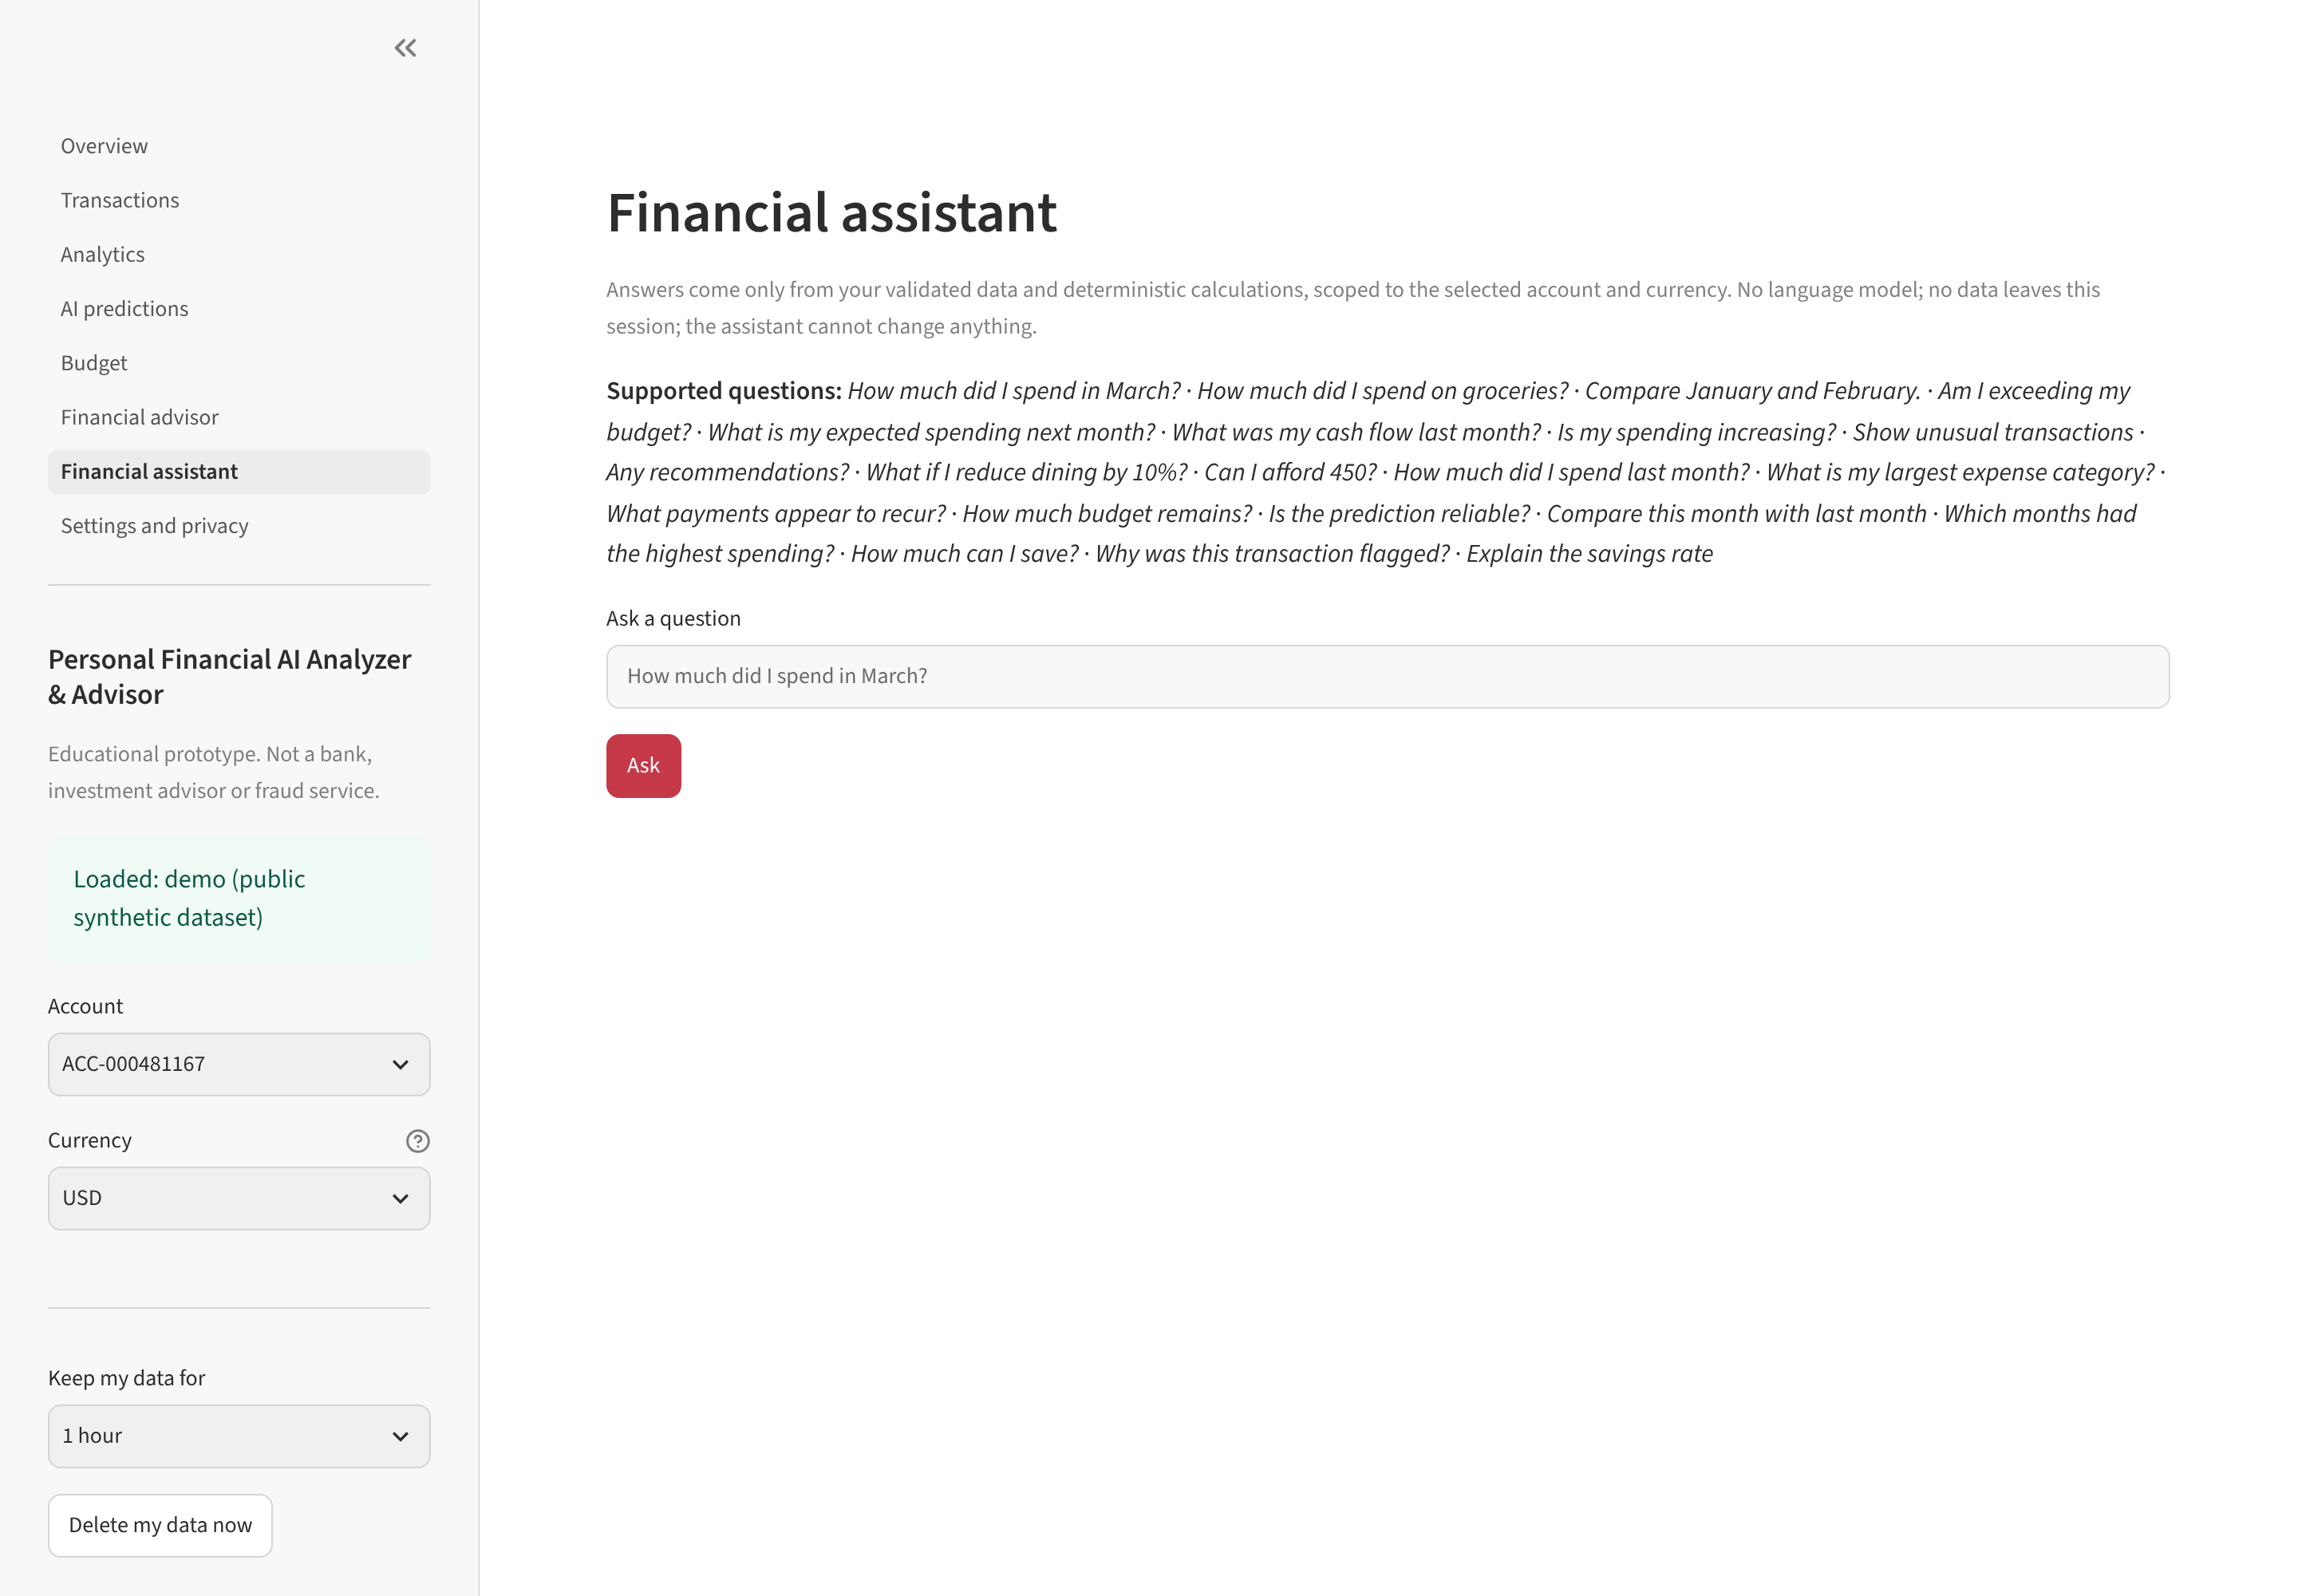 Overview
Transactions
Analytics
AI predictions
Budget
Financial advisor
Financial assistant
Settings and privacy
Personal Financial AI Analyzer
& Advisor
Educational prototype. Not a bank,
investment advisor or fraud service.
Loaded: demo (public
synthetic dataset)
Account
ACC-000481167
Currency
USD
Keep my data for
1 hour
Delete my data now
Financial assistant
Answers come only from your validated data and deterministic calculations, scoped to the selected account and currency. No language model; no data leaves this
session; the assistant cannot change anything.
Supported questions: How much did I spend in March? · How much did I spend on groceries? · Compare January and February. · Am I exceeding my
budget? · What is my expected spending next month? · What was my cash flow last month? · Is my spending increasing? · Show unusual transactions ·
Any recommendations? · What if I reduce dining by 10%? · Can I afford 450? · How much did I spend last month? · What is my largest expense category? ·
What payments appear to recur? · How much budget remains? · Is the prediction reliable? · Compare this month with last month · Which months had
the highest spending? · How much can I save? · Why was this transaction flagged? · Explain the savings rate
Ask a question
How much did I spend in March?
Ask